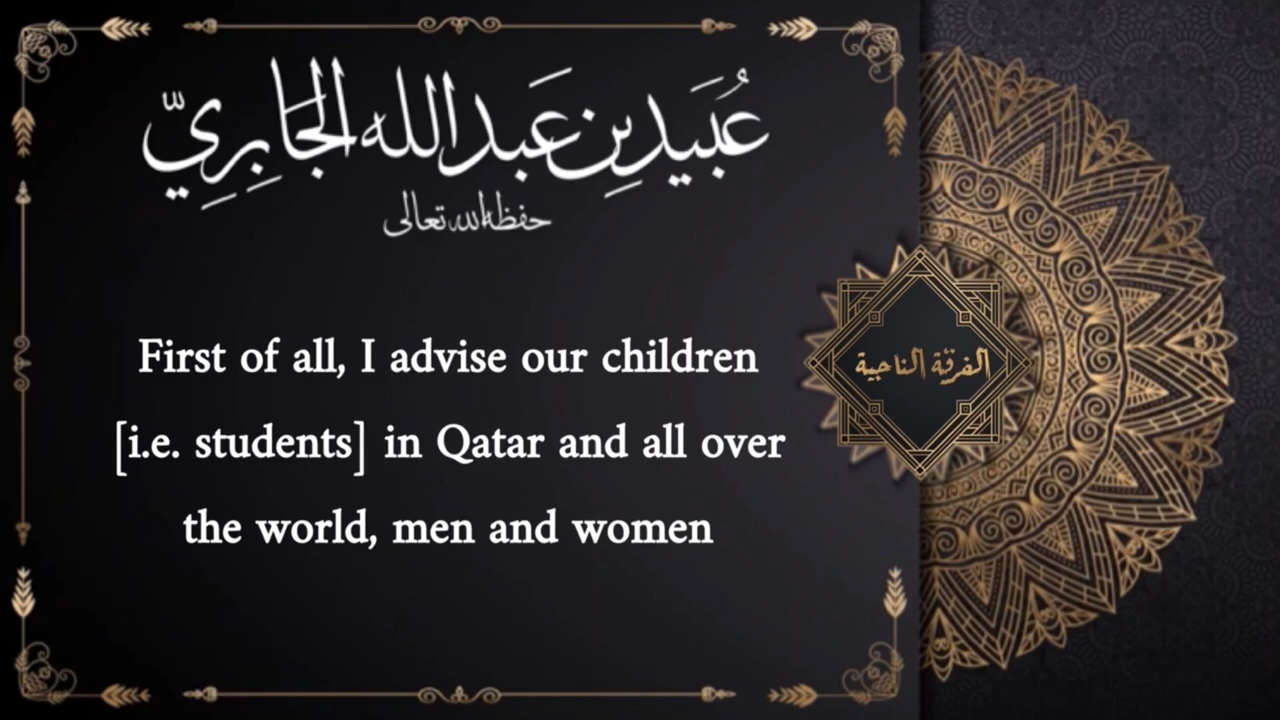 عُبَيد بن عَبد الله الجَابِرِيّ
حفظه الله تعالى
First of all, I advise our children
[i.e. students] in Qatar and all over
the world, men and women
الفرقة الناجية